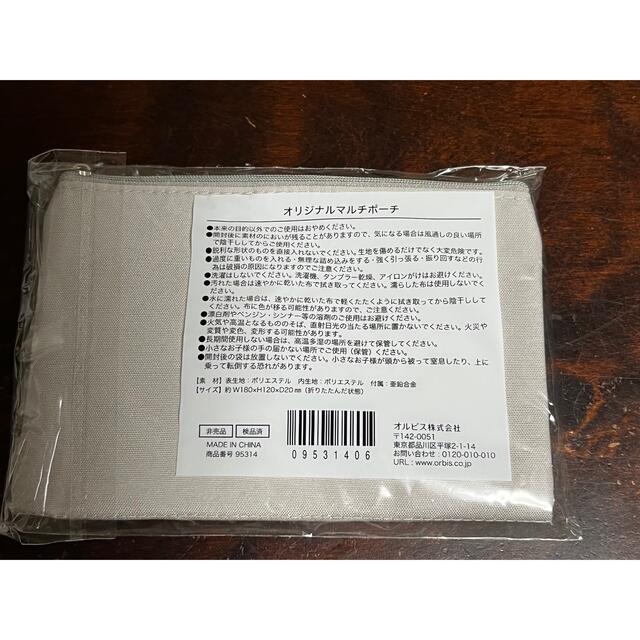 オリジナルマルチポーチ
●本来の目的以外でのご使用はおやめください。
●開封後に素材のにおいが残ることがありますので、気になる場合は風通しの良い場所
で陰干ししてからご使用ください。
●鋭利な形状のものを直接入れないでください。生地を傷めるだけでなく大変危険です。
●過度に重いものを入れる・無理な詰め込みをする・強く引っ張る・振り回すなどの行
為は破損の原因になりますのでご注意ください。
●洗濯はしないでください。洗濯機、タンブラー乾燥、アイロンがけはお避けください。
●汚れた場合は速やかに乾いた布で拭き取ってください。濡らした布は使用しないでく
ださい。
●水に濡れた場合は、速やかに乾いた布で軽くたたくように拭き取ってから陰干しして
ください。布に色が移る可能性がありますので、ご注意ください。
●漂白剤やベンジン・シンナー等の溶剤のご使用はお避けください。
●火気や高温となるもののそば、直射日光の当たる場所に置かないでください。火災や
変質や変色、変形する可能性があります。
●長期間使用しない場合は、高温多湿の場所を避けて保管してください。
●小さなお子様の手の届かない場所でご使用（保管）ください。
●開封後の袋は放置しないでください。小さなお子様が頭から被って窒息したり、上に
乗って転倒する恐れがあります。
【素 材】表生地：ポリエステル 内生地：ポリエステル 付属：亜鉛合金
【サイズ】約W180×H120×D20㎜（折りたたんだ状態）
非売品 検品済
MADE IN CHINA
商品番号 95314
09531406
オルビス株式会社
〒142-0051
東京都品川区平塚2-1-14
お問い合わせ：0120-010-010
URL：www.orbis.co.jp